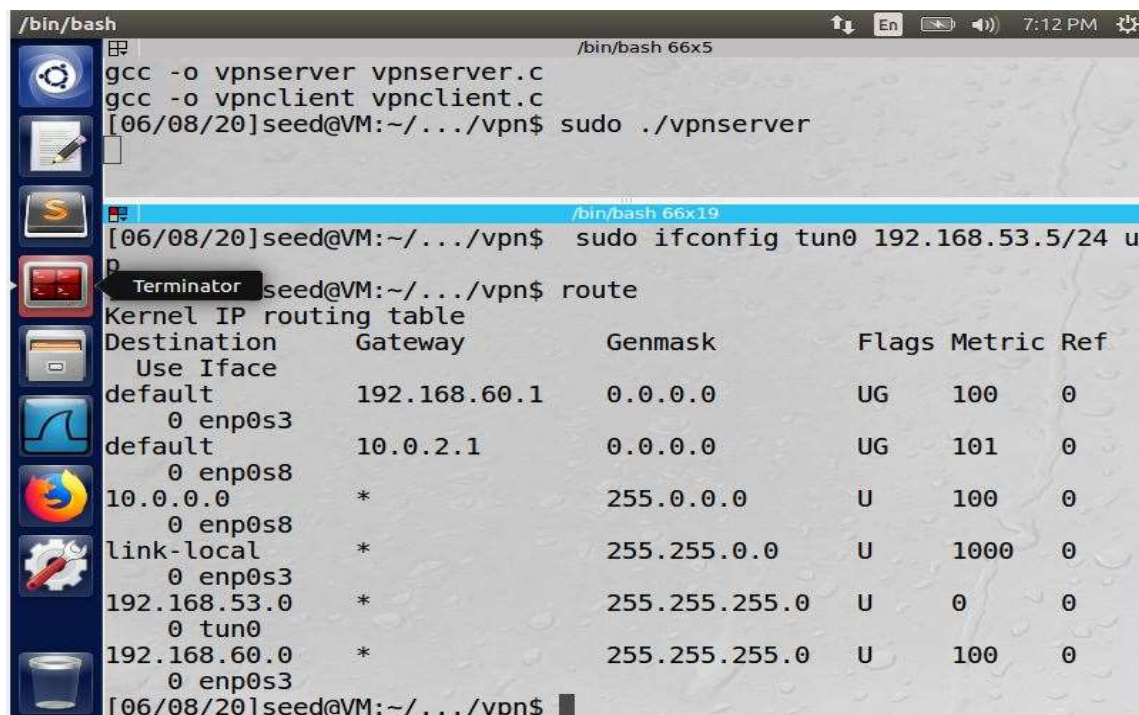 /bin/bash
En
7:12 PM
/bin/bash 66x5
gcc -o vpnserver vpnserver.c
gcc -o vpnclient vpnclient.c
[06/08/20]seed@VM:~/.../vpn$ sudo ./vpnserver
/bin/bash 66x19
[06/08/20]seed@VM:~/.../vpn$  sudo ifconfig tun0 192.168.53.5/24 u
p
Terminator
seed@VM:~/.../vpn$ route
Kernel IP routing table
Destination     Gateway         Genmask         Flags Metric Ref
  Use Iface
default         192.168.60.1    0.0.0.0         UG    100    0
    0 enp0s3
default         10.0.2.1        0.0.0.0         UG    101    0
    0 enp0s8
10.0.0.0        *               255.0.0.0       U     100    0
    0 enp0s8
link-local      *               255.255.0.0     U     1000   0
    0 enp0s3
192.168.53.0    *               255.255.255.0   U     0      0
    0 tun0
192.168.60.0    *               255.255.255.0   U     100    0
    0 enp0s3
[06/08/20]seed@VM:~/.../vpn$